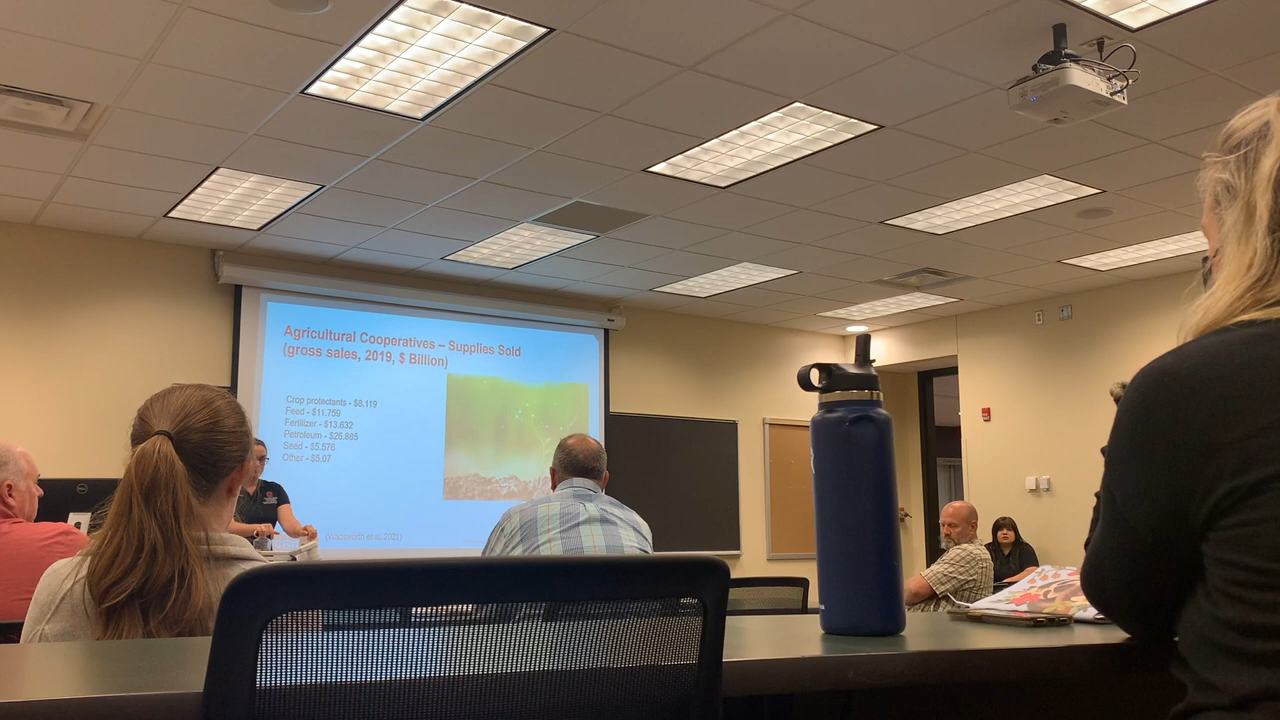 Agricultural Cooperatives – Supplies Sold
(gross sales, 2019, $ Billion)
Crop protectants - $8.119
Feed - $11.759
Fertilizer - $13.632
Petroleum - $26.885
Seed - $5.576
Other - $5.07
(Wadsworth et al, 2021)
DELL